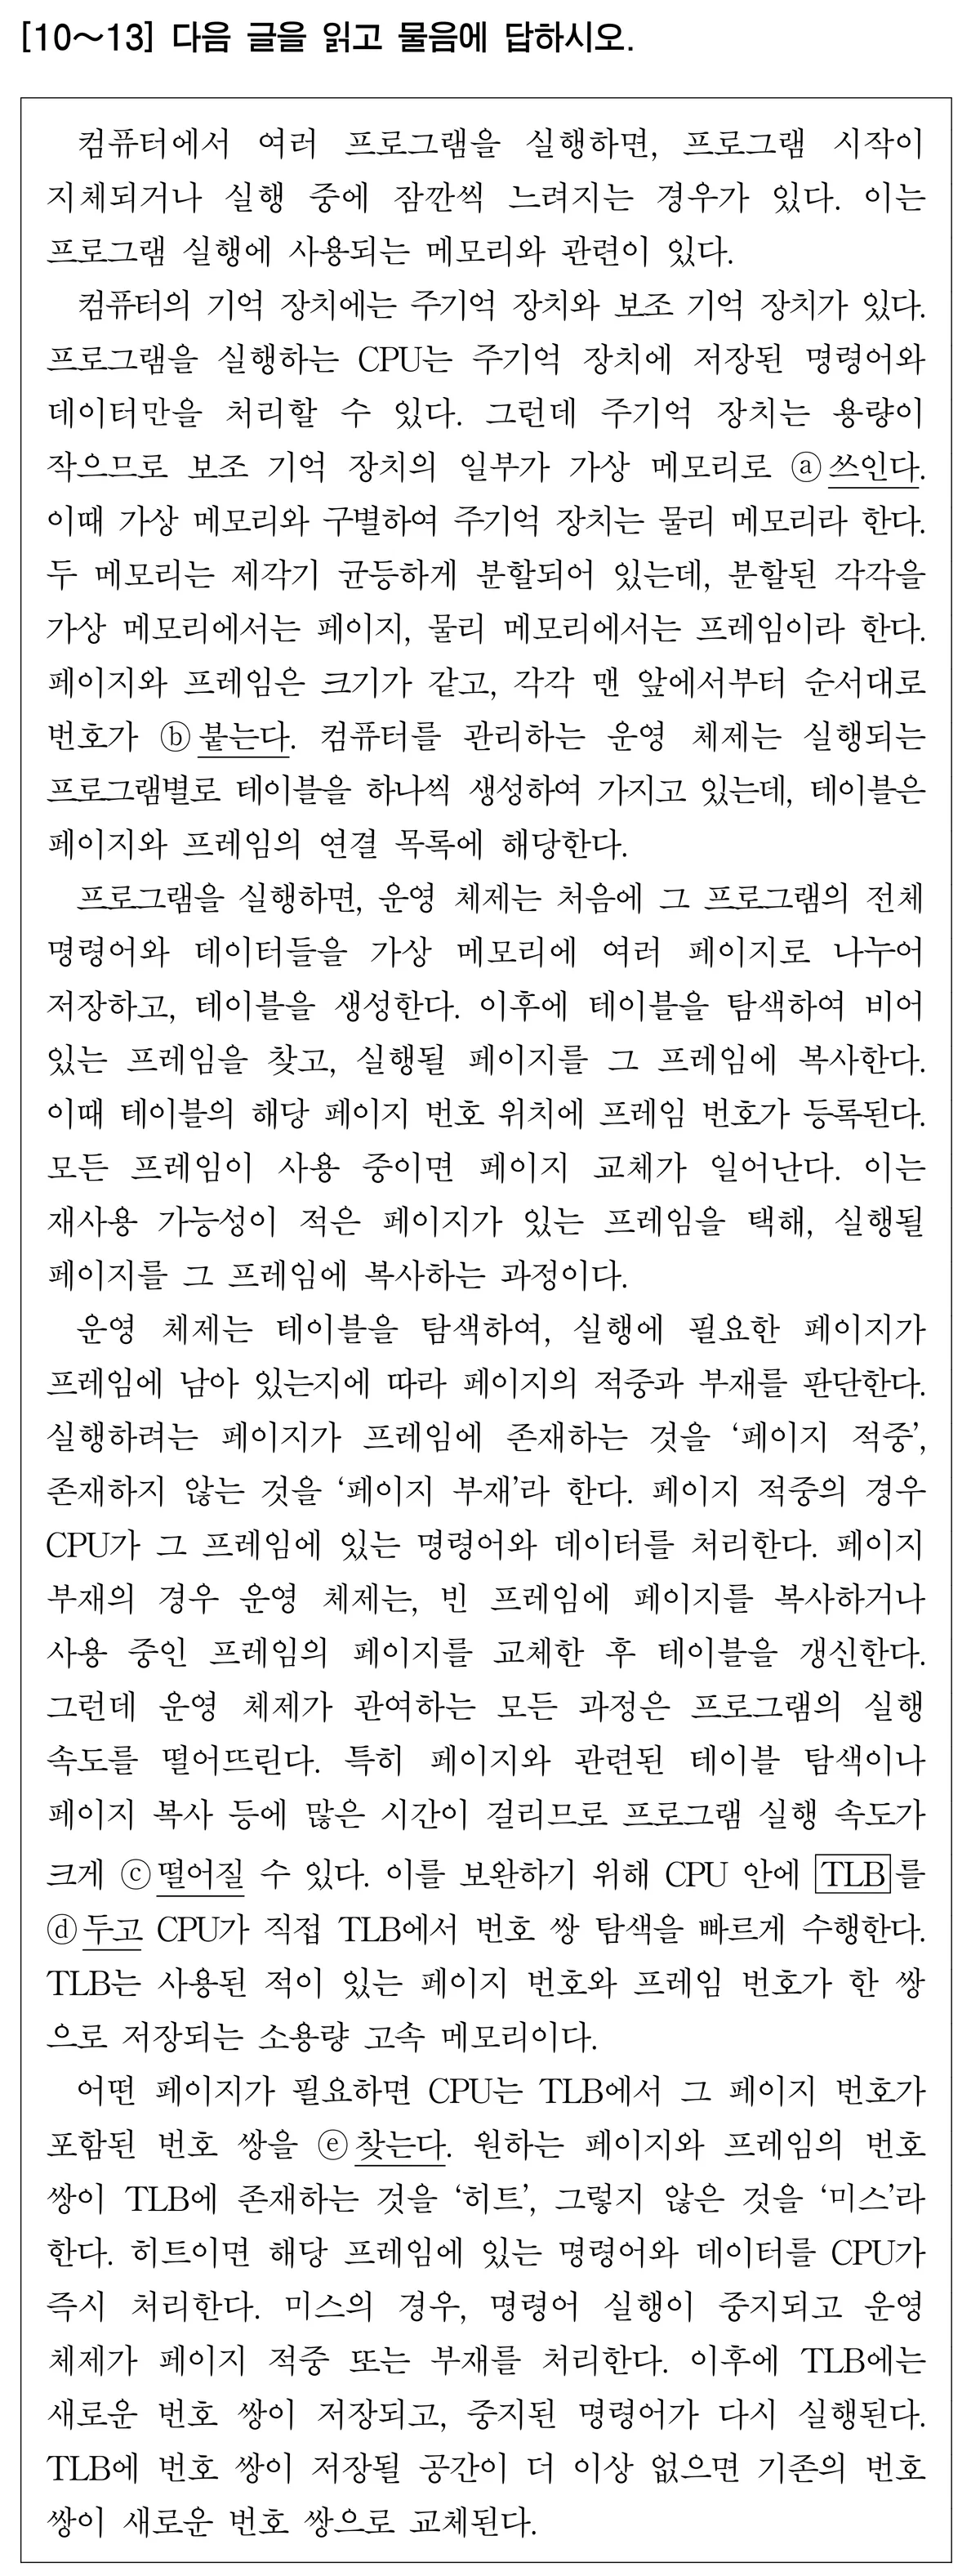 [10～13] 다음 글을 읽고 물음에 답하시오.
컴퓨터에서 여러 프로그램을 실행하면, 프로그램 시작이
지체되거나 실행 중에 잠깐씩 느려지는 경우가 있다. 이는
프로그램 실행에 사용되는 메모리와 관련이 있다.
컴퓨터의 기억 장치에는 주기억 장치와 보조 기억 장치가 있다.
프로그램을 실행하는 CPU는 주기억 장치에 저장된 명령어와
데이터만을 처리할 수 있다. 그런데 주기억 장치는 용량이
작으므로 보조 기억 장치의 일부가 가상 메모리로 ⓐ쓰인다.
이때 가상 메모리와 구별하여 주기억 장치는 물리 메모리라 한다.
두 메모리는 제각기 균등하게 분할되어 있는데, 분할된 각각을
가상 메모리에서는 페이지, 물리 메모리에서는 프레임이라 한다.
페이지와 프레임은 크기가 같고, 각각 맨 앞에서부터 순서대로
번호가 ⓑ붙는다. 컴퓨터를 관리하는 운영 체제는 실행되는
프로그램별로 테이블을 하나씩 생성하여 가지고 있는데, 테이블은
페이지와 프레임의 연결 목록에 해당한다.
프로그램을 실행하면, 운영 체제는 처음에 그 프로그램의 전체
명령어와 데이터들을 가상 메모리에 여러 페이지로 나누어
저장하고, 테이블을 생성한다. 이후에 테이블을 탐색하여 비어
있는 프레임을 찾고, 실행될 페이지를 그 프레임에 복사한다.
이때 테이블의 해당 페이지 번호 위치에 프레임 번호가 등록된다.
모든 프레임이 사용 중이면 페이지 교체가 일어난다. 이는
재사용 가능성이 적은 페이지가 있는 프레임을 택해, 실행될
페이지를 그 프레임에 복사하는 과정이다.
운영 체제는 테이블을 탐색하여, 실행에 필요한 페이지가
프레임에 남아 있는지에 따라 페이지의 적중과 부재를 판단한다.
실행하려는 페이지가 프레임에 존재하는 것을 ‘페이지 적중’,
존재하지 않는 것을 ‘페이지 부재’라 한다. 페이지 적중의 경우
CPU가 그 프레임에 있는 명령어와 데이터를 처리한다. 페이지
부재의 경우 운영 체제는, 빈 프레임에 페이지를 복사하거나
사용 중인 프레임의 페이지를 교체한 후 테이블을 갱신한다.
그런데 운영 체제가 관여하는 모든 과정은 프로그램의 실행
속도를 떨어뜨린다. 특히 페이지와 관련된 테이블 탐색이나
페이지 복사 등에 많은 시간이 걸리므로 프로그램 실행 속도가
크게 ⓒ떨어질 수 있다. 이를 보완하기 위해 CPU 안에 TLB를
ⓓ두고 CPU가 직접 TLB에서 번호 쌍 탐색을 빠르게 수행한다.
TLB는 사용된 적이 있는 페이지 번호와 프레임 번호가 한 쌍
으로 저장되는 소용량 고속 메모리이다.
어떤 페이지가 필요하면 CPU는 TLB에서 그 페이지 번호가
포함된 번호 쌍을 ⓔ찾는다. 원하는 페이지와 프레임의 번호
쌍이 TLB에 존재하는 것을 ‘히트’, 그렇지 않은 것을 ‘미스’라
한다. 히트이면 해당 프레임에 있는 명령어와 데이터를 CPU가
즉시 처리한다. 미스의 경우, 명령어 실행이 중지되고 운영
체제가 페이지 적중 또는 부재를 처리한다. 이후에 TLB에는
새로운 번호 쌍이 저장되고, 중지된 명령어가 다시 실행된다.
TLB에 번호 쌍이 저장될 공간이 더 이상 없으면 기존의 번호
쌍이 새로운 번호 쌍으로 교체된다.